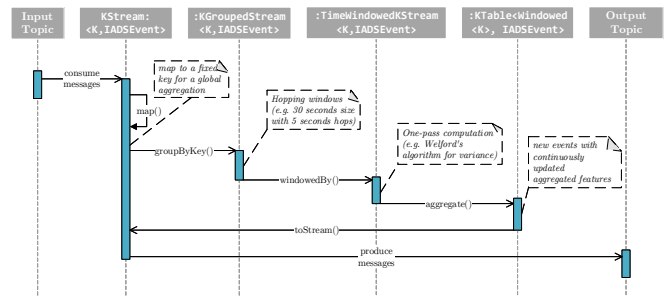 Input
Topic
KStream:
<K,IADSEvent>
:KGroupedStream
<K,IADSEvent>
:TimeWindowedKStream
<K,IADSEvent>
:KTable<Windowed
<K>, IADSEvent>
Output
Topic
consume
messages
map to a fixed
key for a global
aggregation
map()
Hopping windows
(e.g. 30 seconds size
with 5 seconds hops)
One-pass computation
(e.g. Welford's
algorithm for variance)
new events with
continuously
updated
aggregated features
groupByKey()
windowedBy()
aggregate()
toStream()
produce
messages